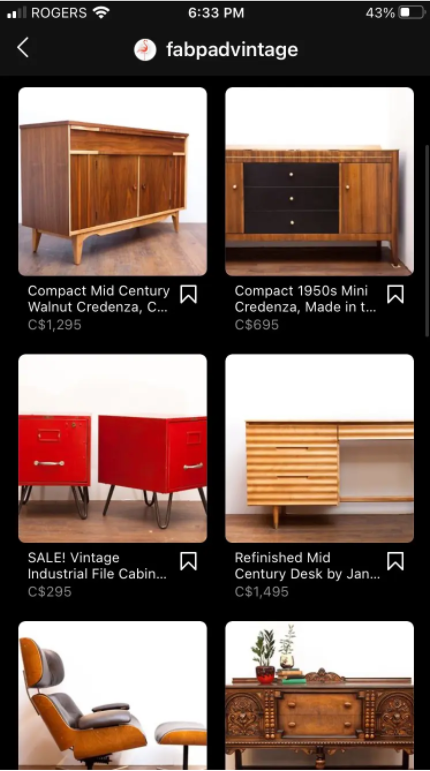 ROGERS 6:33 PM 43%
fabpadvintage
Compact Mid Century
Walnut Credenza, C...
C$1,295
Compact 1950s Mini
Credenza, Made in t...
C$695
SALE! Vintage
Industrial File Cabin...
C$295
Refinished Mid
Century Desk by Jan...
C$1,495